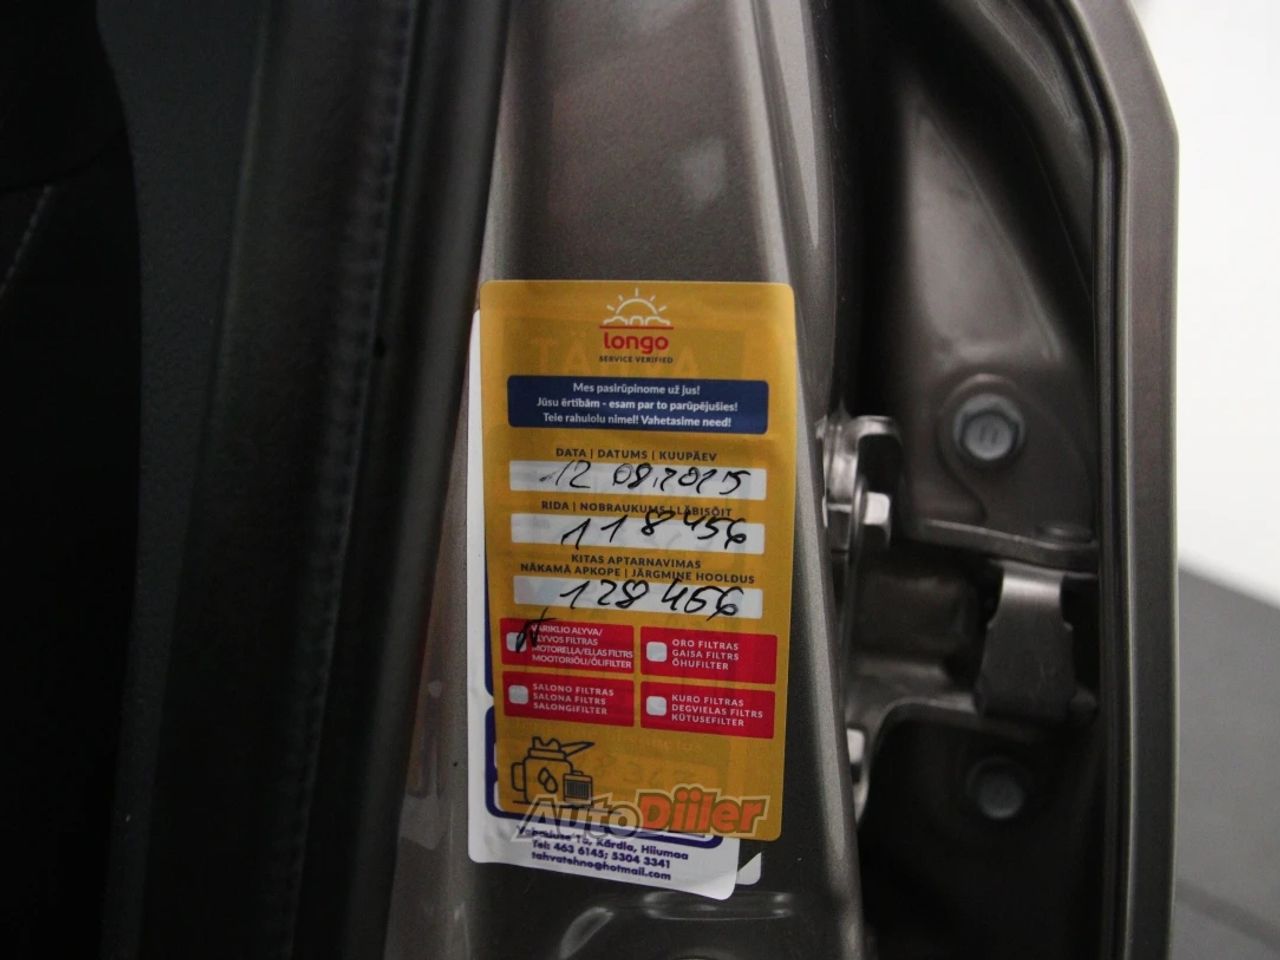 longo
SERVICE VERIFIED
Mes pasirūpinome už jus!
Jūsu ērtībām - esam par to parūpējušies!
Teie rahulolu nimel! Vahetasime need!
DATA | DATUMS | KUUPÄEV
12 08.2025
RIDA | NOBRAUKUMS | LÄBISÕIT
118456
KITAS APTARNAVIMAS
NĀKAMĀ APKOPE | JÄRGMINE HOOLDUS
128456
VARIKLIO ALYVA/
ALYVOS FILTRAS
MOTOREĻĻA/EĻĻAS FILTRS
MOOTORIÕLI/ÕLIFILTER
ORO FILTRAS
GAISA FILTRS
ÕHUFILTER
SALONO FILTRAS
SALONA FILTRS
SALONGIFILTER
KURO FILTRAS
DEGVIELAS FILTRS
KÜTUSEFILTER
AutoDiiler
Kärdla, Hiiumaa
Tel: 463 6145; 5304 3341
tahvatehno@hotmail.com